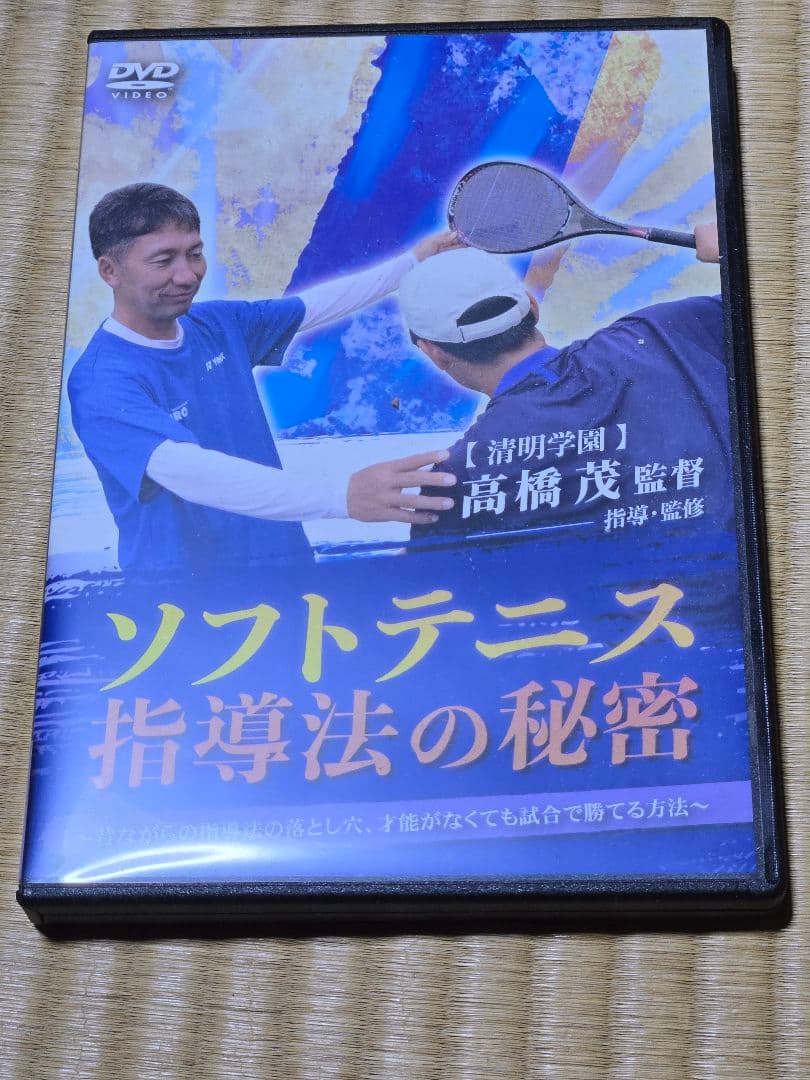 DVD
VIDEO
【 清明学園 】
高橋 茂 監督
指導・監修
ソフトテニス
指導法の秘密
～昔ながらの指導法の落とし穴、才能がなくても試合で勝てる方法～